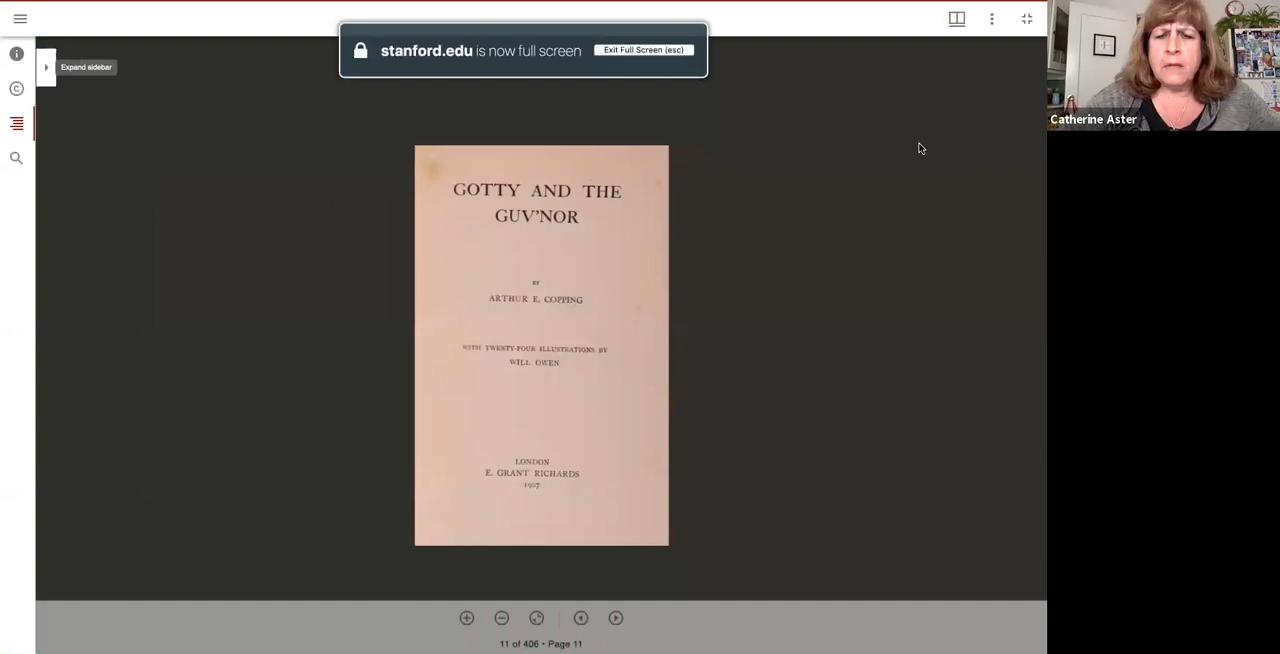 stanford.edu is now full screen
Exit Full Screen (esc)
Expand sidebar
Catherine Aster
GOTTY AND THE
GUV'NOR
BY
ARTHUR E. COPPING
WITH TWENTY-FOUR ILLUSTRATIONS BY
WILL OWEN
LONDON
E. GRANT RICHARDS
1907
11 of 406 • Page 11